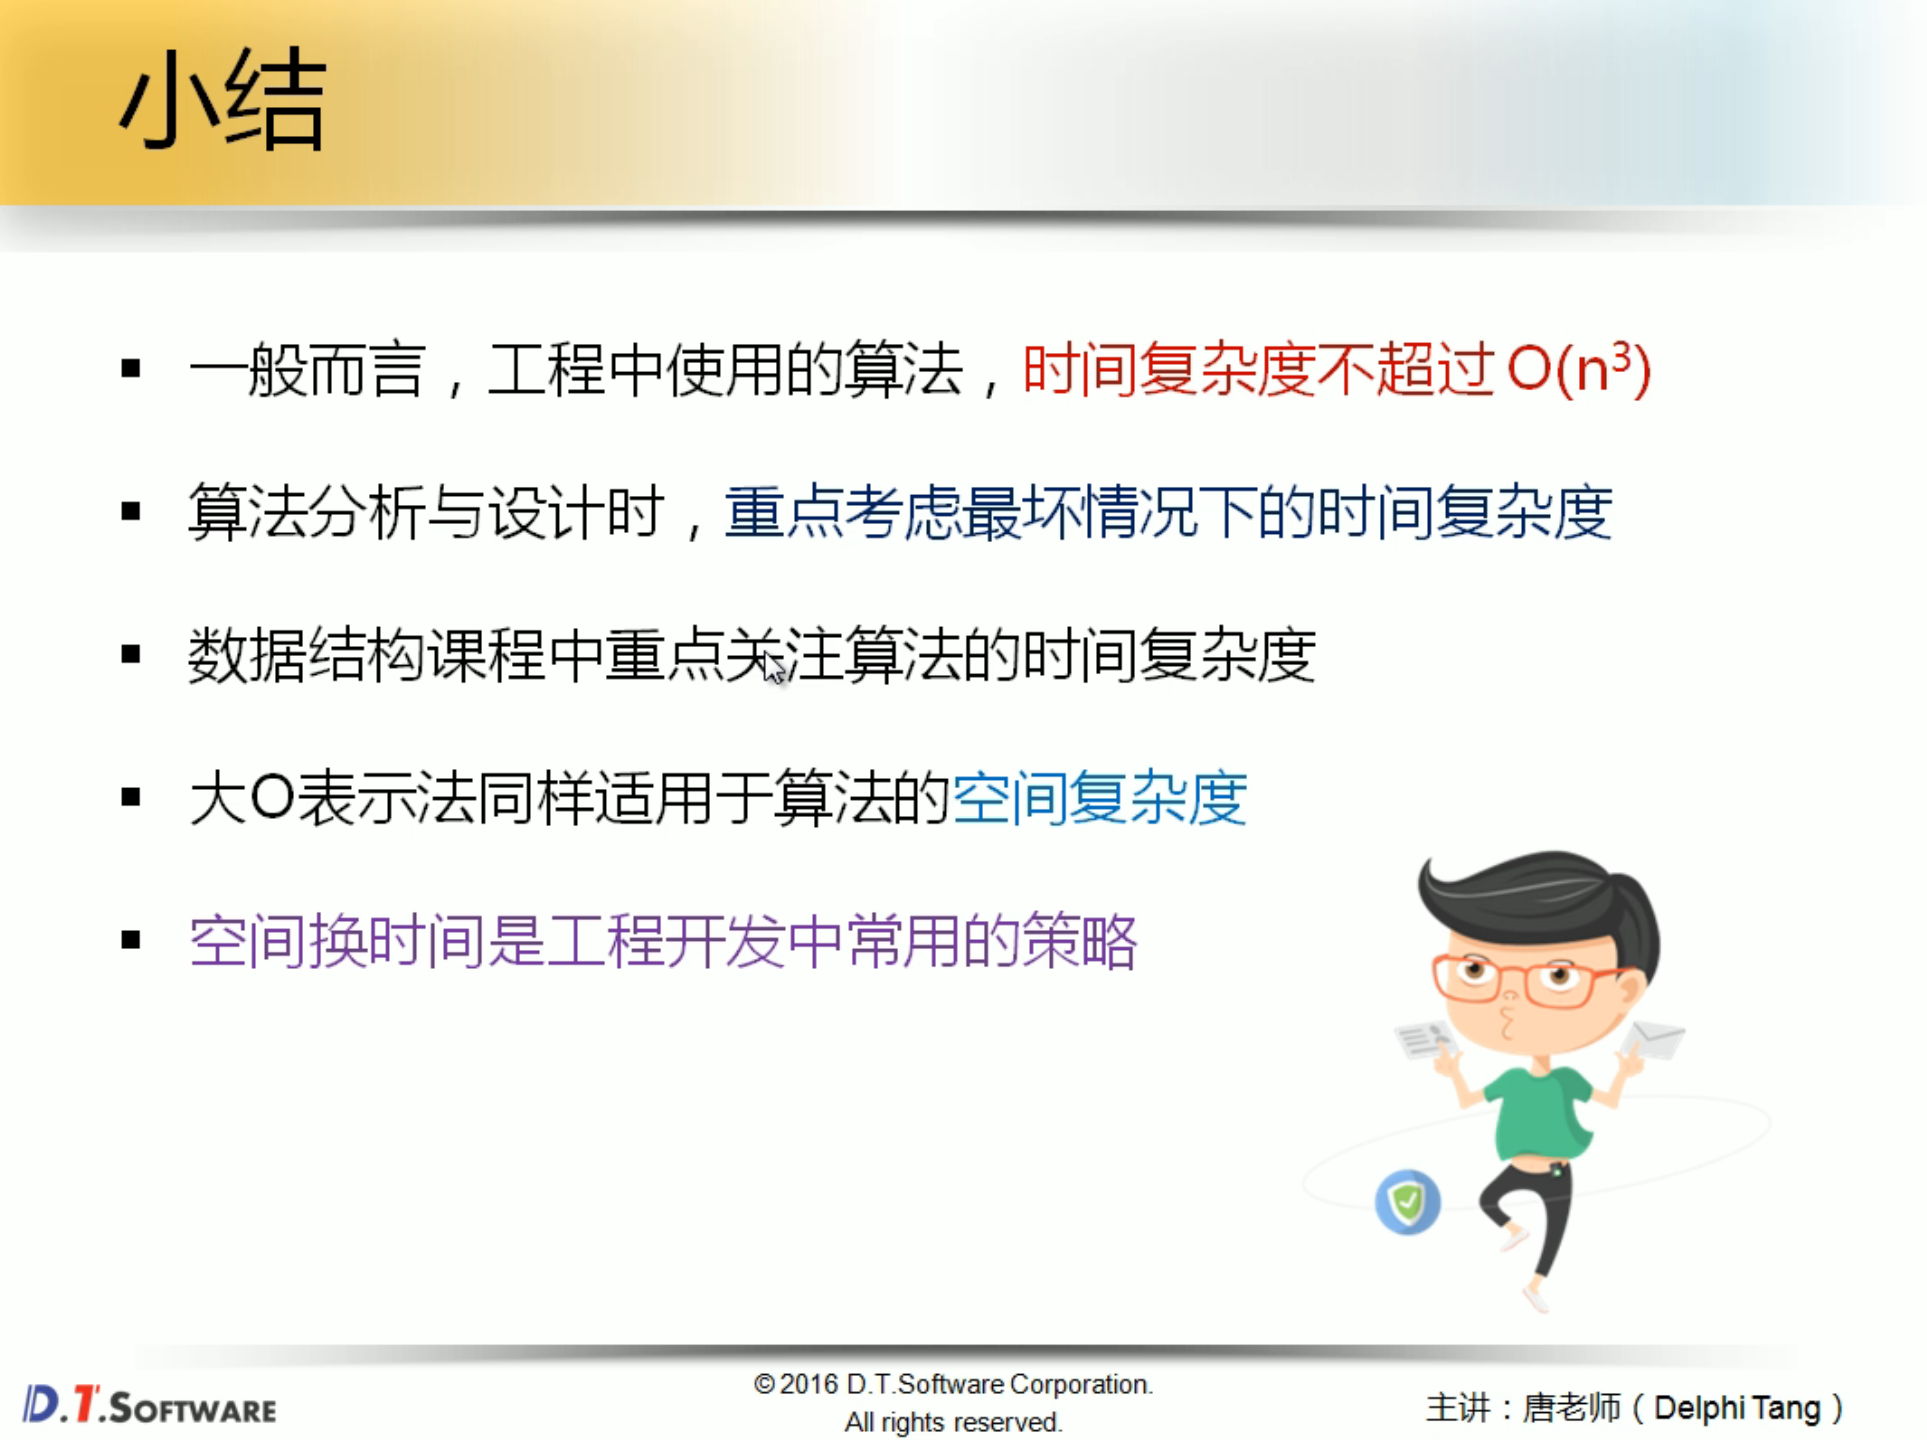 小结
一般而言，工程中使用的算法，时间复杂度不超过 O(n³)
算法分析与设计时，重点考虑最坏情况下的时间复杂度
数据结构课程中重点关注算法的时间复杂度
大O表示法同样适用于算法的空间复杂度
空间换时间是工程开发中常用的策略
D.T.SOFTWARE
© 2016 D.T.Software Corporation.
All rights reserved.
主讲：唐老师（Delphi Tang）